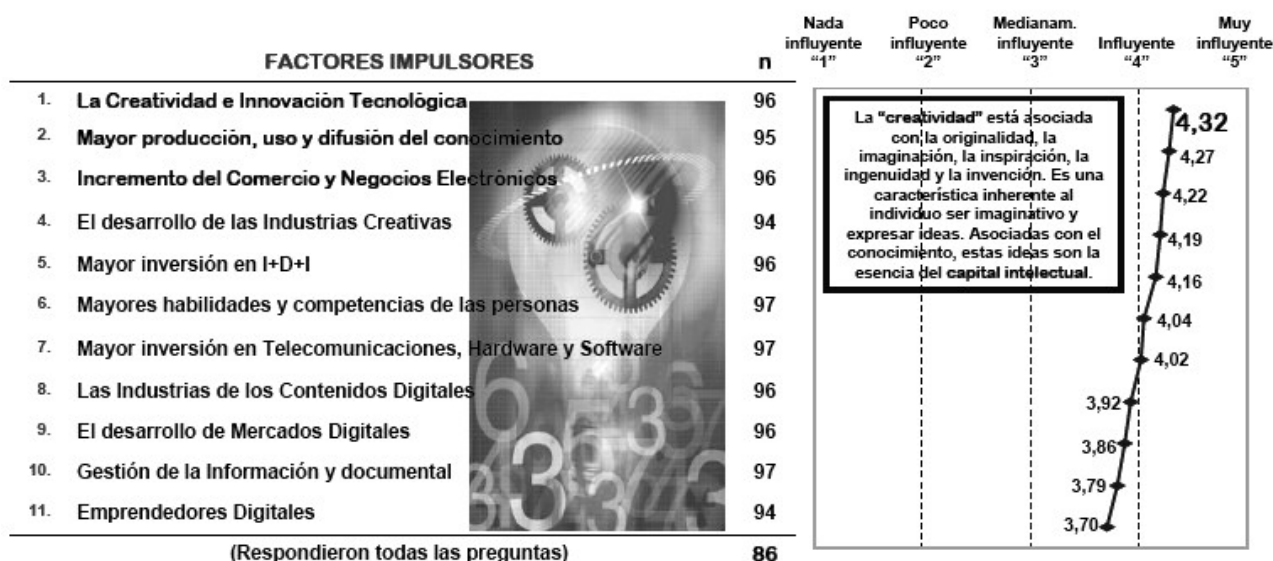 FACTORES IMPULSORES n
1. La Creatividad e Innovación Tecnológica 96
2. Mayor producción, uso y difusión del conocimiento 95
3. Incremento del Comercio y Negocios Electrónicos 96
4. El desarrollo de las Industrias Creativas 94
5. Mayor inversión en I+D+I 96
6. Mayores habilidades y competencias de las personas 97
7. Mayor inversión en Telecomunicaciones, Hardware y Software 97
8. Las Industrias de los Contenidos Digitales 96
9. El desarrollo de Mercados Digitales 96
10. Gestión de la Información y documental 97
11. Emprendedores Digitales 94
(Respondieron todas las preguntas) 86
Nada
influyente
"1"
Poco
influyente
"2"
Medianam.
influyente
"3"
Influyente
"4"
Muy
influyente
"5"
La "creatividad" está asociada
con la originalidad, la
imaginación, la inspiración, la
ingenuidad y la invención. Es una
característica inherente al
individuo ser imaginativo y
expresar ideas. Asociadas con el
conocimiento, estas ideas son la
esencia del capital intelectual.
4,32
4,27
4,22
4,19
4,16
4,04
4,02
3,92
3,86
3,79
3,70